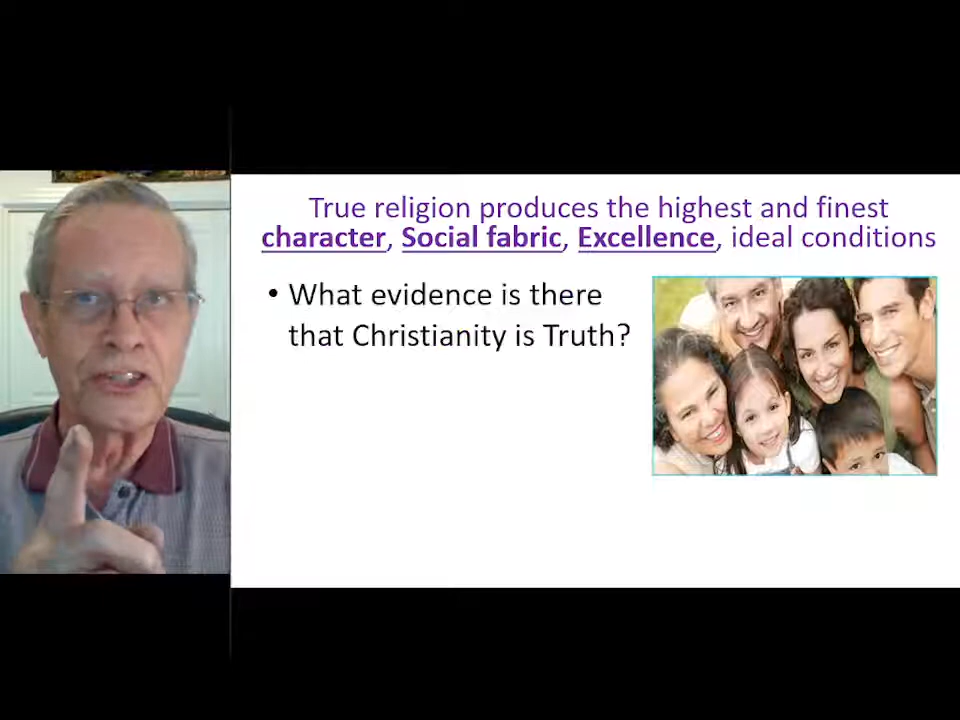 True religion produces the highest and finest
character, Social fabric, Excellence, ideal conditions
• What evidence is there
that Christianity is Truth?